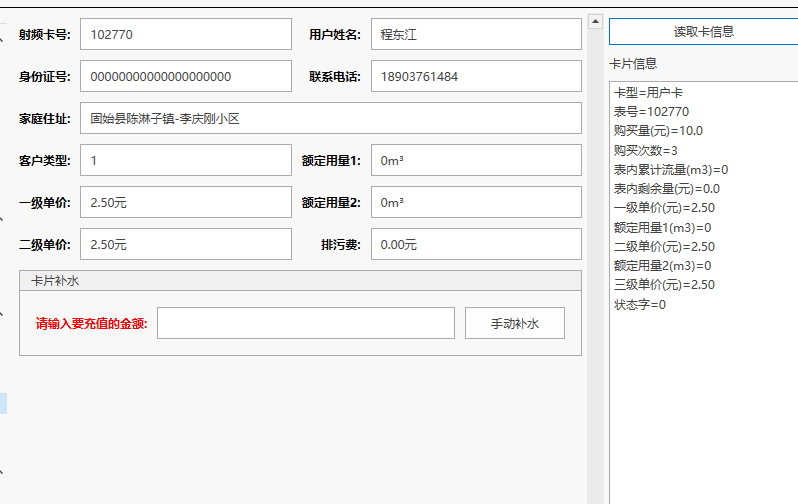 射频卡号: 102770 用户姓名: 程东江
身份证号: 00000000000000000000 联系电话: 18903761484
家庭住址: 固始县陈淋子镇-李庆刚小区
客户类型: 1 额定用量1: 0m³
一级单价: 2.50元 额定用量2: 0m³
二级单价: 2.50元 排污费: 0.00元
卡片补水
请输入要充值的金额: 手动补水
读取卡信息
卡片信息
卡型=用户卡
表号=102770
购买量(元)=10.0
购买次数=3
表内累计流量(m3)=0
表内剩余量(元)=0.0
一级单价(元)=2.50
额定用量1(m3)=0
二级单价(元)=2.50
额定用量2(m3)=0
三级单价(元)=2.50
状态字=0